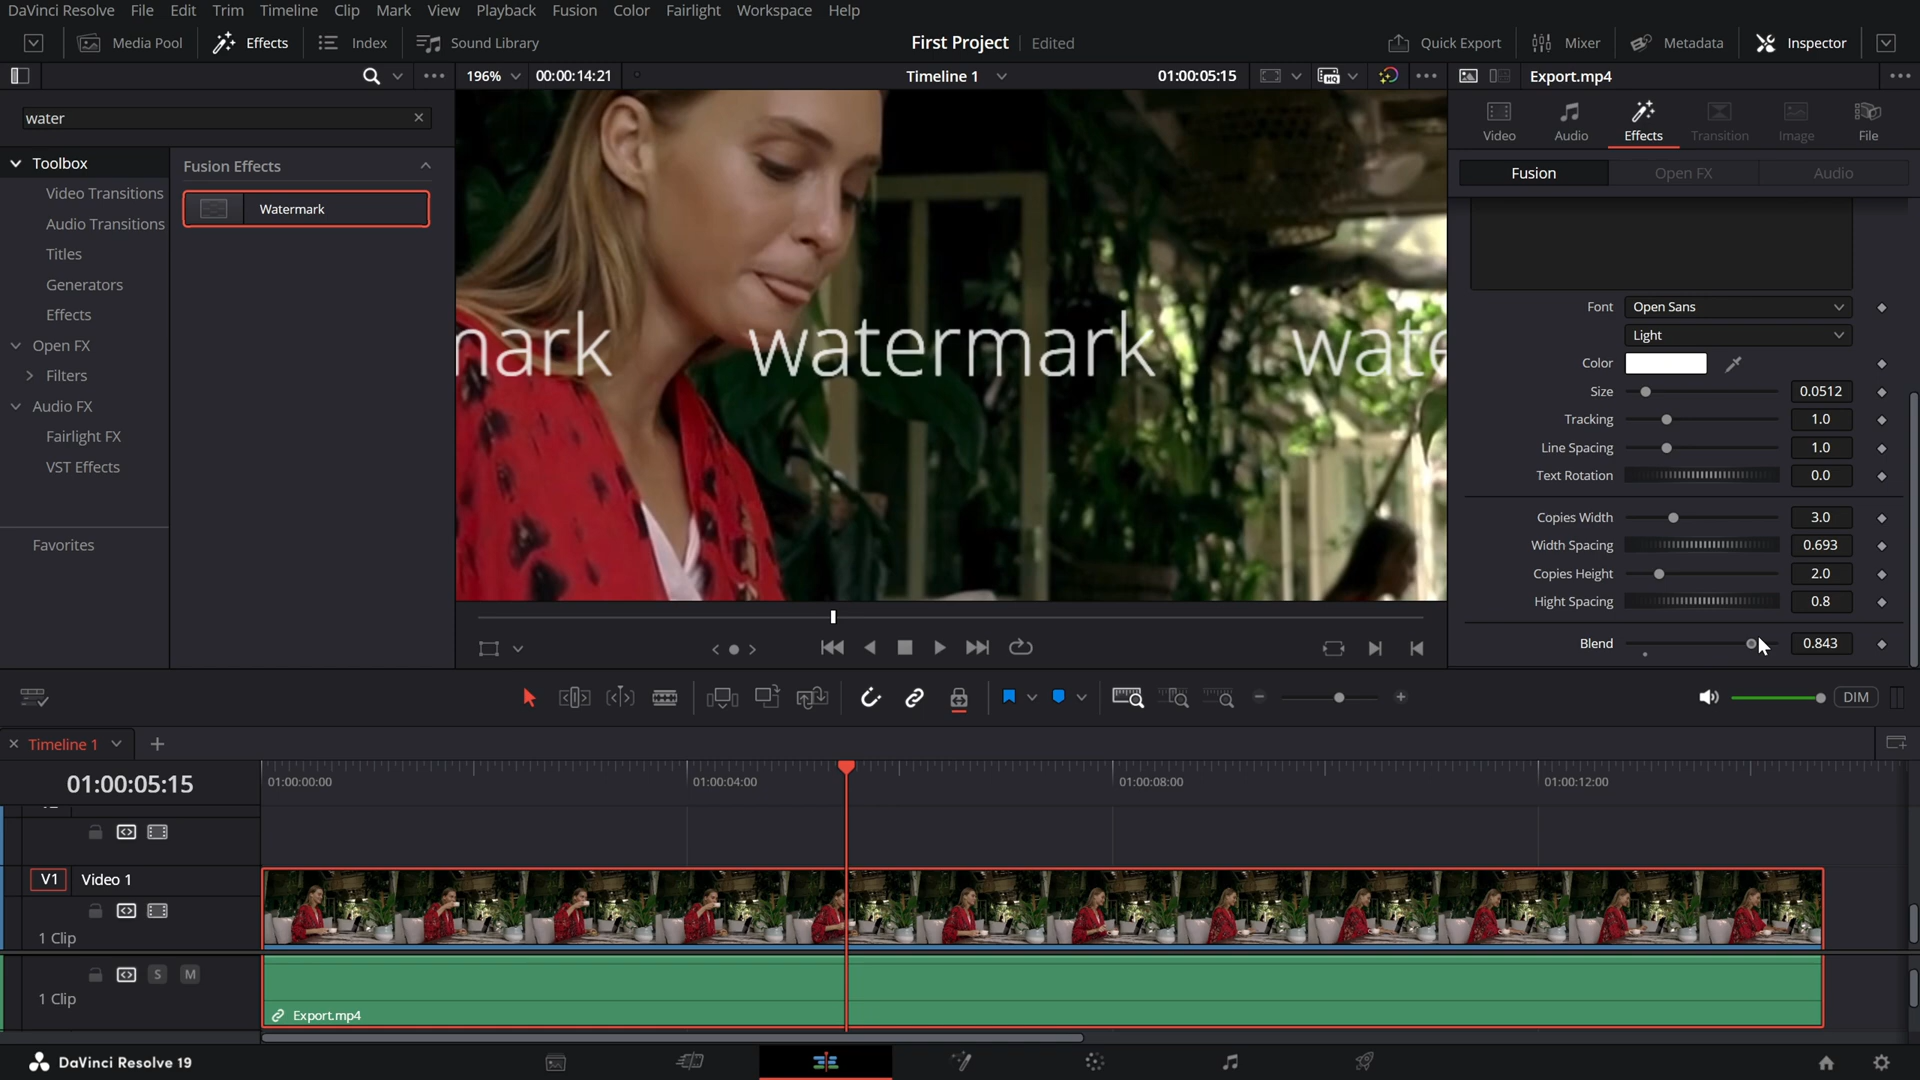 DaVinci Resolve File Edit Trim Timeline Clip Mark View Playback Fusion Color Fairlight Workspace Help
Media Pool Effects Index Sound Library First Project Edited Quick Export Mixer Metadata Inspector
196% 00:00:14:21 Timeline 1 01:00:05:15 Export.mp4
water
Video Audio Effects Transition Image File
Toolbox
Video Transitions
Audio Transitions
Titles
Generators
Effects
Open FX
Filters
Audio FX
Fairlight FX
VST Effects
Favorites
Fusion Effects
Watermark
mark watermark wate
Fusion Open FX Audio
Font Open Sans
Light
Color
Size 0.0512
Tracking 1.0
Line Spacing 1.0
Text Rotation 0.0
Copies Width 3.0
Width Spacing 0.693
Copies Height 2.0
Hight Spacing 0.8
Blend 0.843
DIM
Timeline 1
01:00:05:15
01:00:00:00 01:00:04:00 01:00:08:00 01:00:12:00
V1 Video 1
1 Clip
S M
1 Clip
Export.mp4
DaVinci Resolve 19